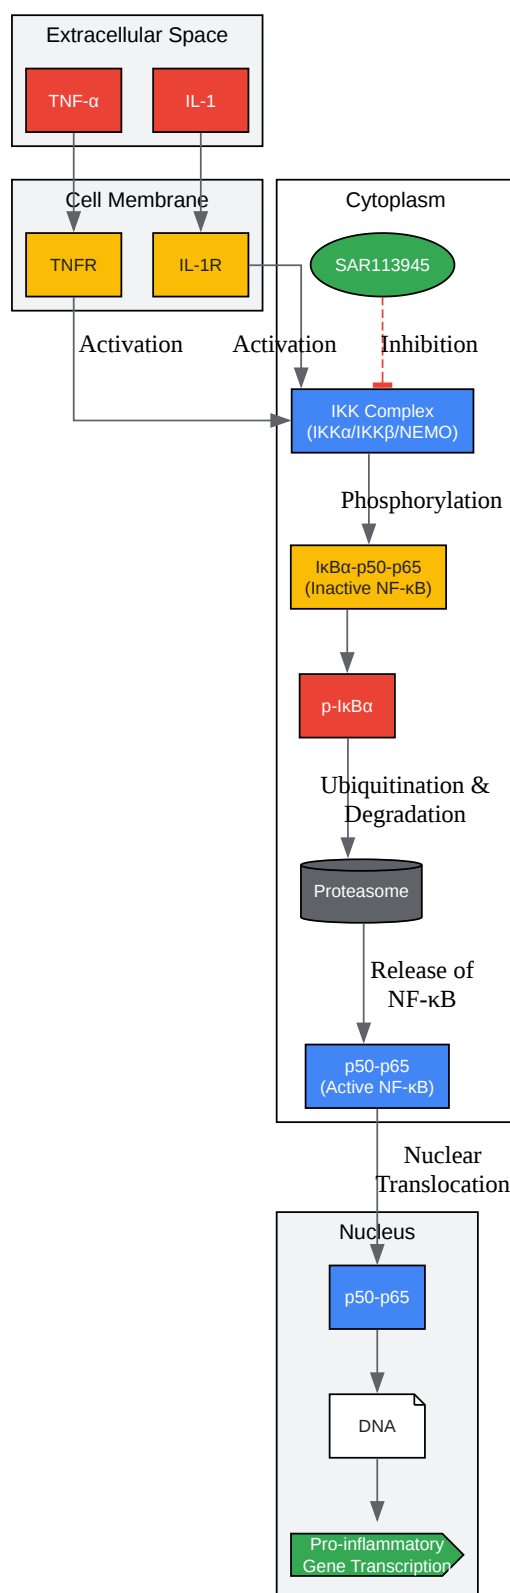 Extracellular Space
TNF-α
IL-1
Cell Membrane
TNFR
IL-1R
Cytoplasm
SAR113945
Activation
Activation
Inhibition
IKK Complex
(IKKα/IKKβ/NEMO)
Phosphorylation
IκBα-p50-p65
(Inactive NF-κB)
p-IκBα
Ubiquitination &
Degradation
Proteasome
Release of
NF-κB
p50-p65
(Active NF-κB)
Nuclear
Translocation
Nucleus
p50-p65
DNA
Pro-inflammatory
Gene Transcription